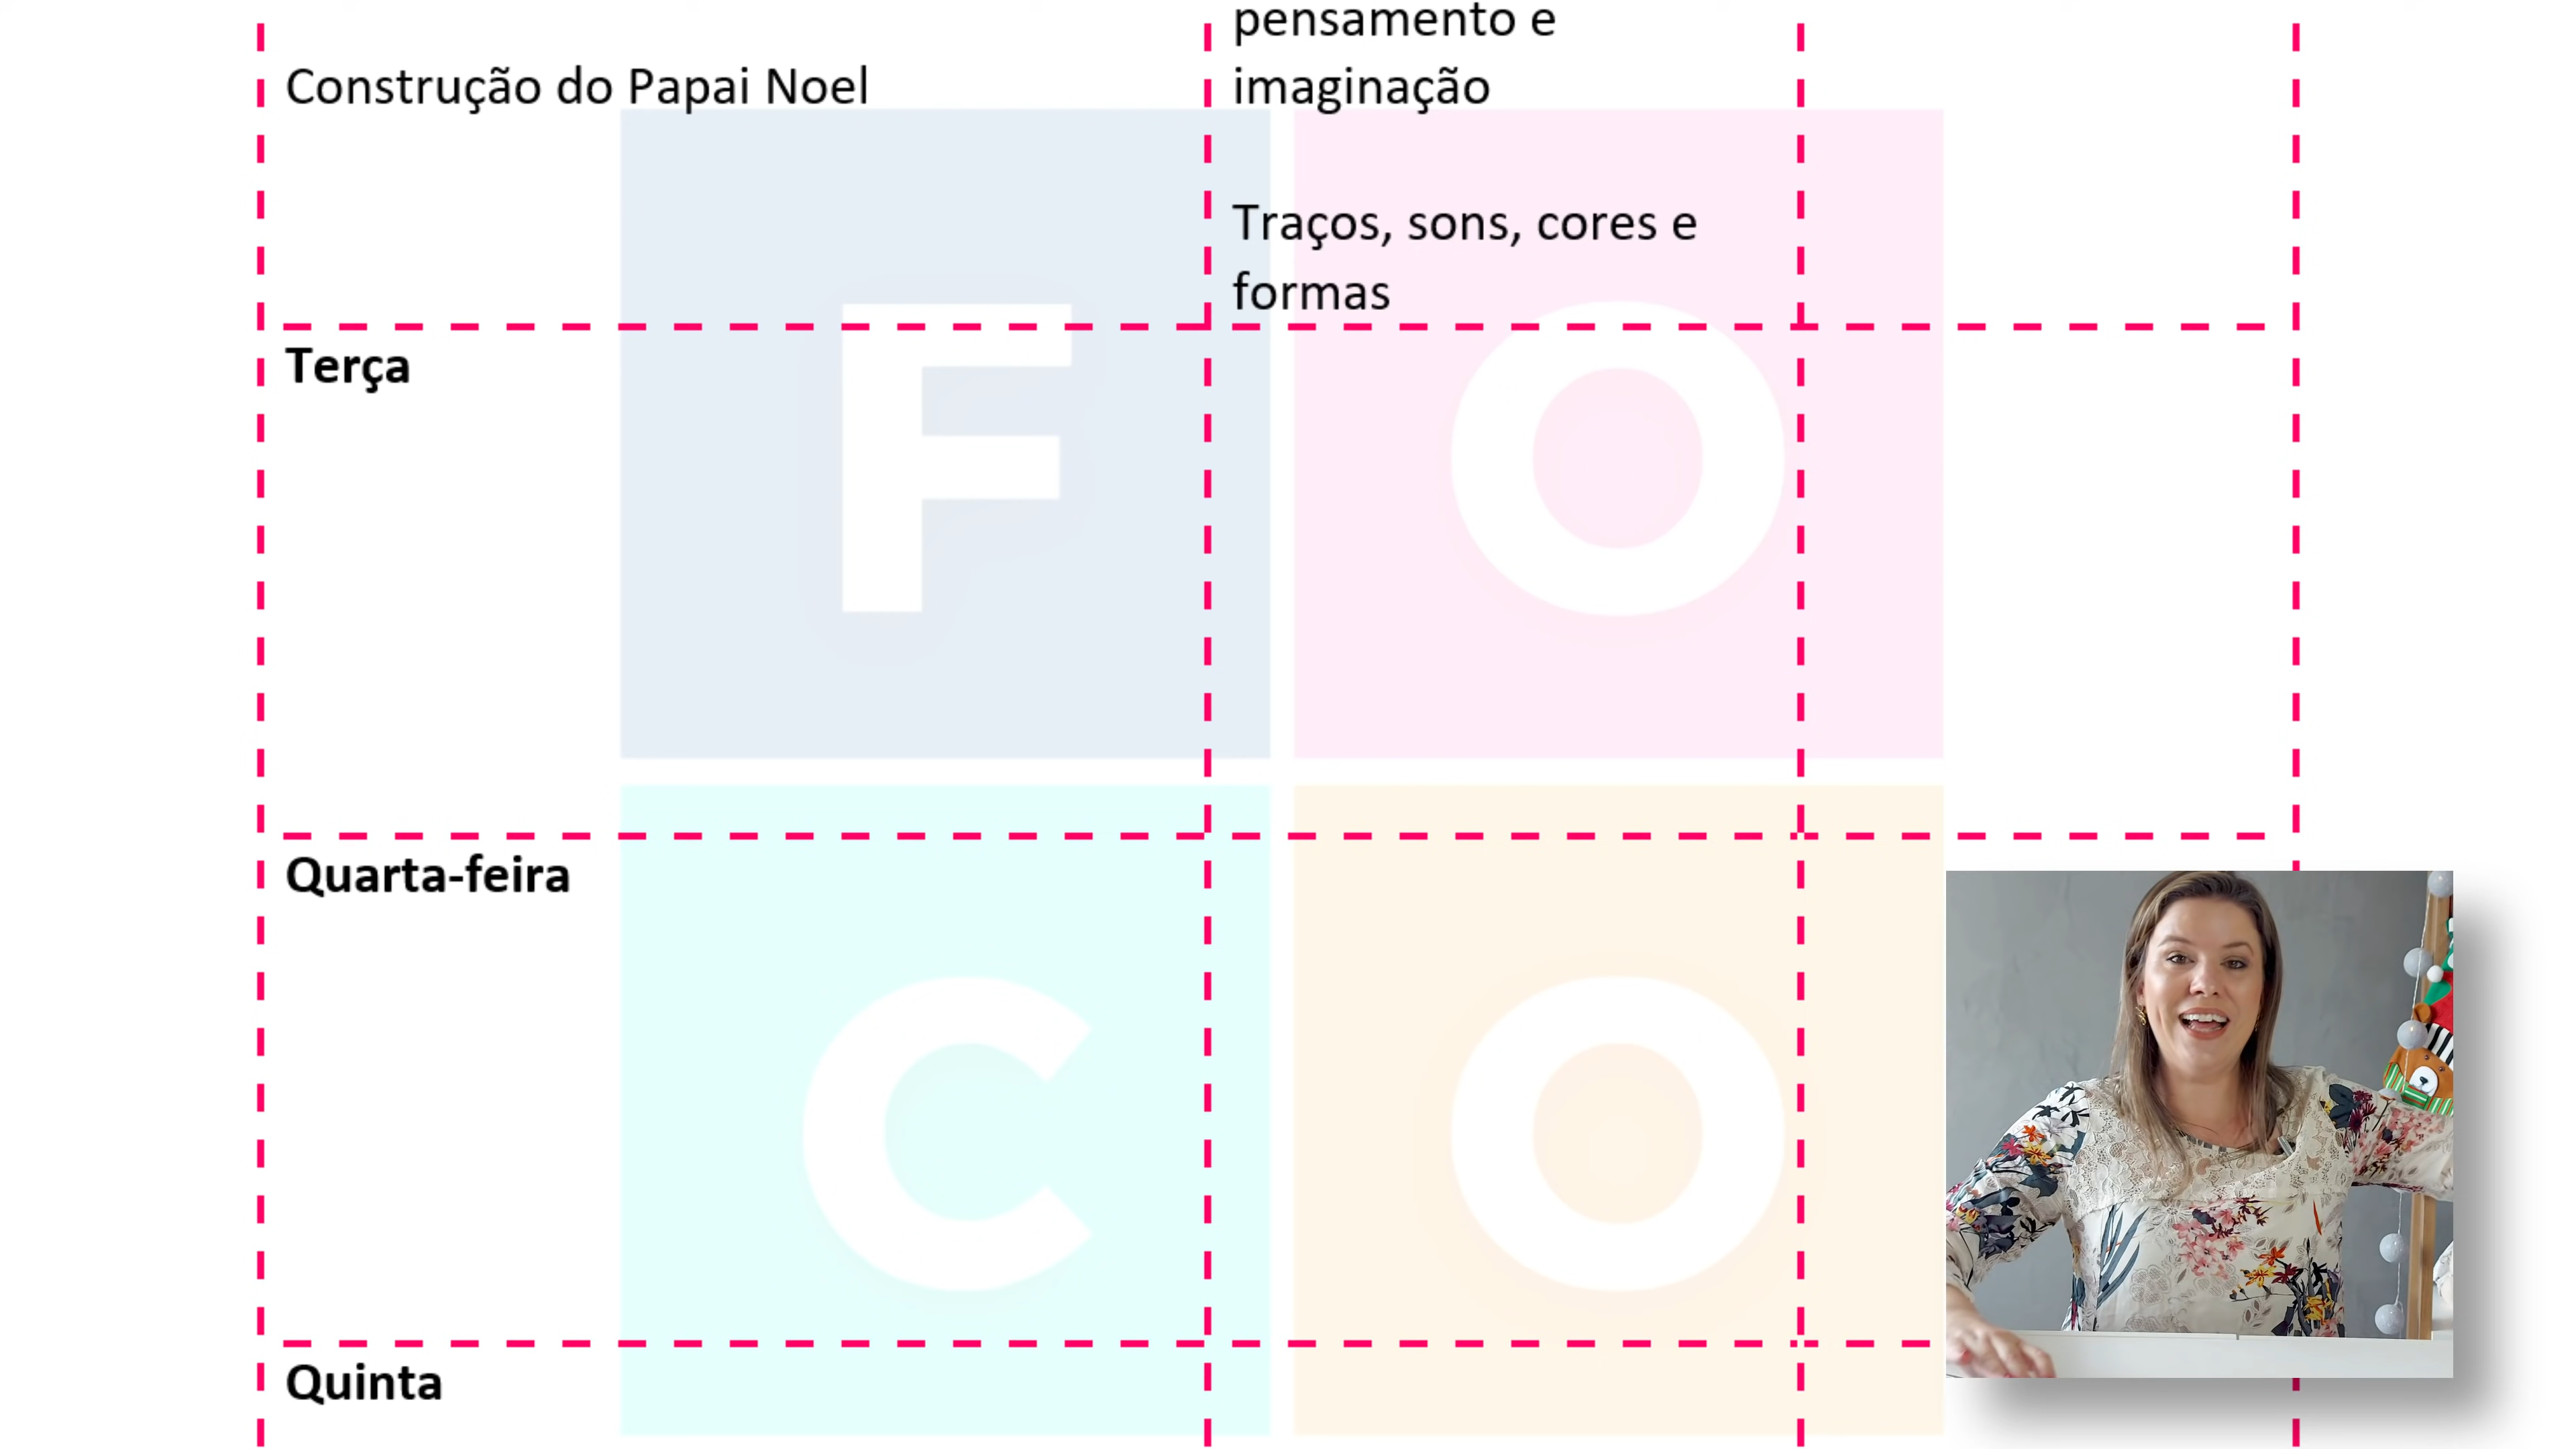 pensamento e
Construção do Papai Noel
imaginação
Traços, sons, cores e
formas
Terça
F O
Quarta-feira
C O
Quinta